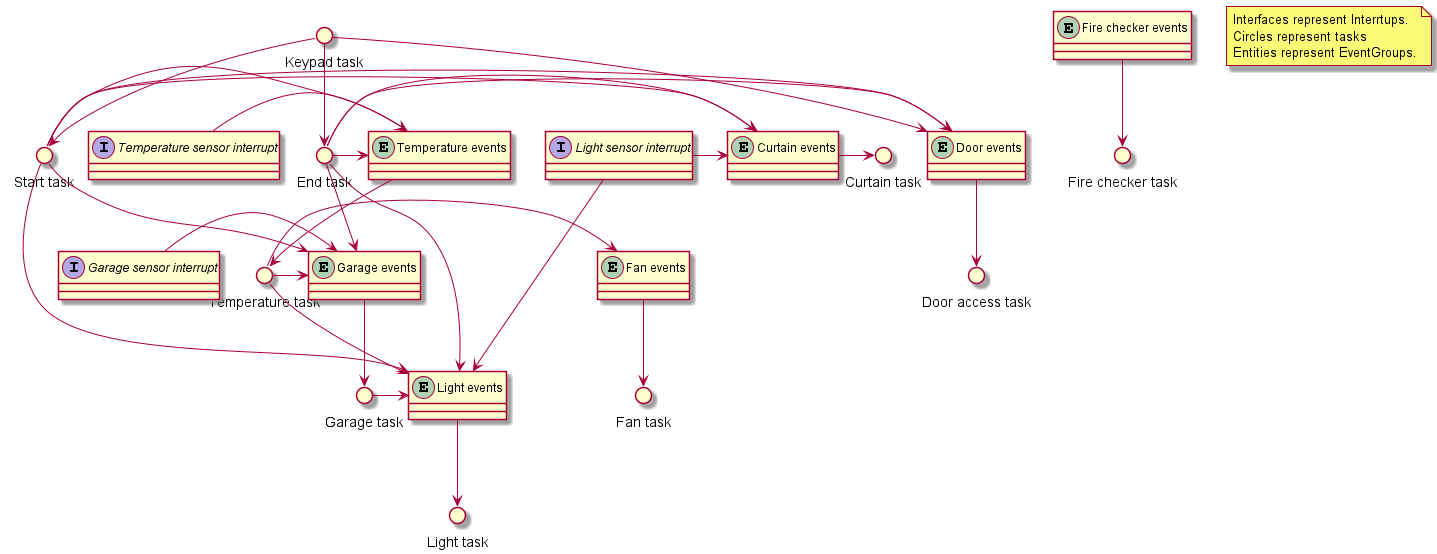 E Fire checker events
Interfaces represent Interrtups.
Circles represent tasks
Entities represent EventGroups.
Keypad task
I Temperature sensor interrupt
E Temperature events
I Light sensor interrupt
E Curtain events
E Door events
Start task
End task
Curtain task
Fire checker task
I Garage sensor interrupt
E Garage events
E Fan events
Temperature task
Door access task
E Light events
Garage task
Fan task
Light task